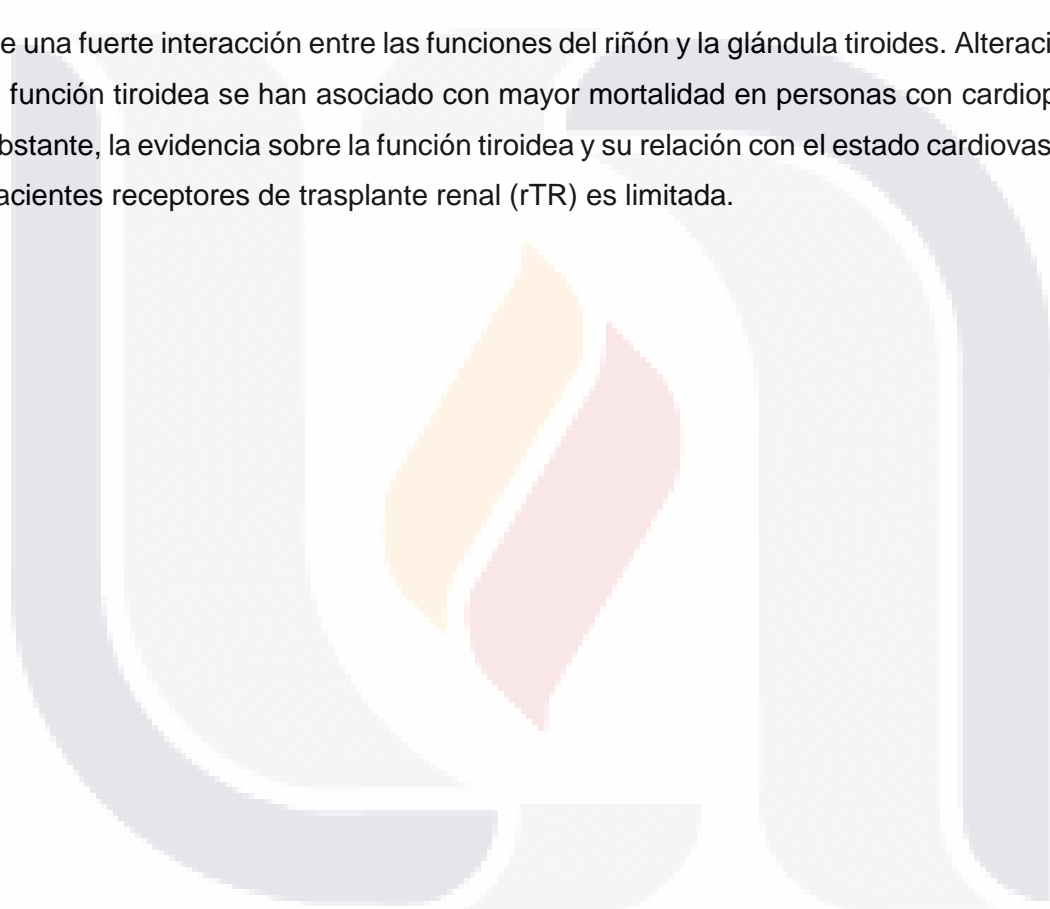 e una fuerte interacción entre las funciones del riñón y la glándula tiroides. Alteraci
función tiroidea se han asociado con mayor mortalidad en personas con cardiop
bstante, la evidencia sobre la función tiroidea y su relación con el estado cardiovas
acientes receptores de trasplante renal (rTR) es limitada.